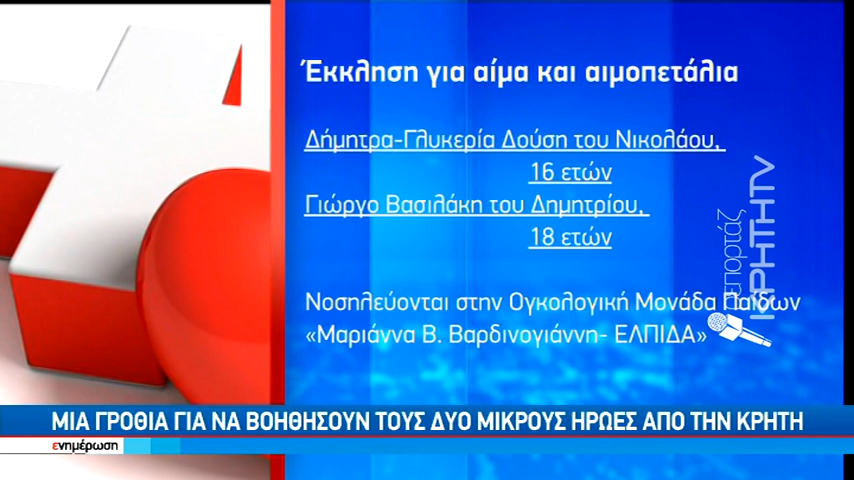 Έκκληση για αίμα και αιμοπετάλια
Δήμητρα-Γλυκερία Δούση του Νικολάου,
16 ετών
Γιώργο Βασιλάκη του Δημητρίου,
18 ετών
Νοσηλεύονται στην Ογκολογική Μονάδα Παίδων
«Μαριάννα Β. Βαρδινογιάννη- ΕΛΠΙΔΑ»
ρεπορτάζ
ΚΡΗΤΗTV
ΜΙΑ ΓΡΟΘΙΑ ΓΙΑ ΝΑ ΒΟΗΘΗΣΟΥΝ ΤΟΥΣ ΔΥΟ ΜΙΚΡΟΥΣ ΗΡΩΕΣ ΑΠΟ ΤΗΝ ΚΡΗΤΗ
ενημέρωση